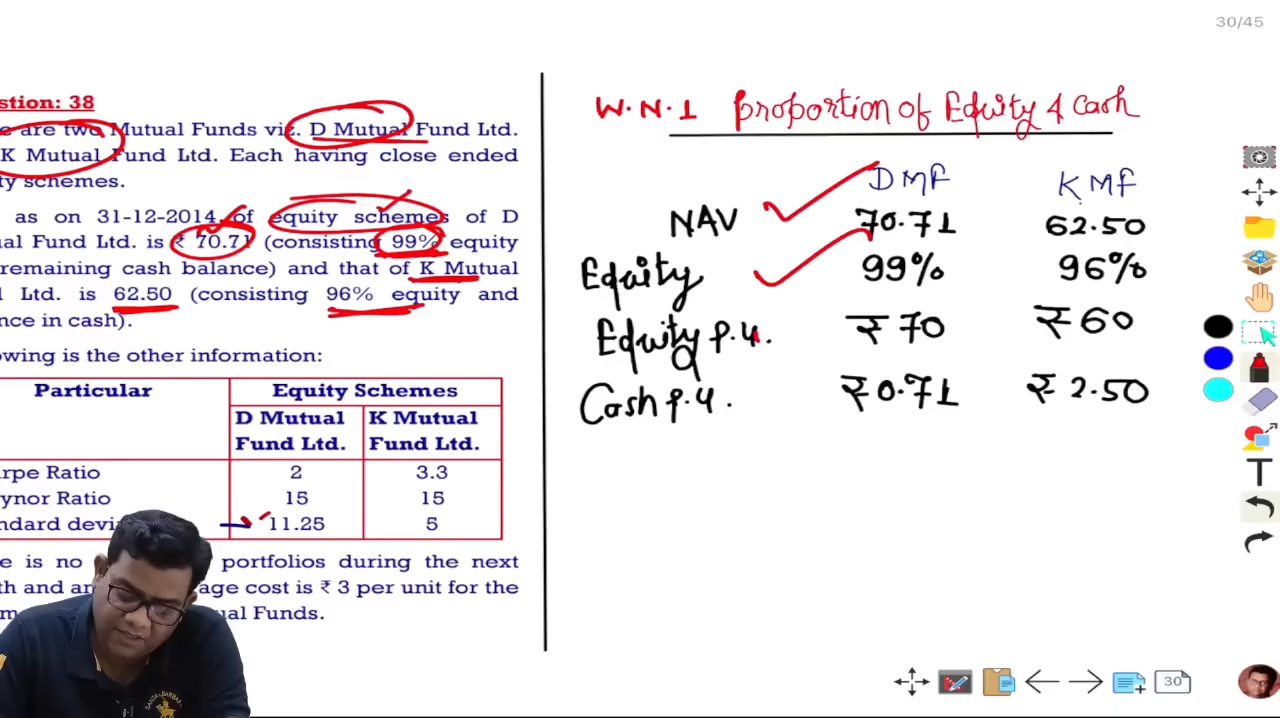 30/45
stion: 38
e are two Mutual Funds viz. D Mutual Fund Ltd.
K Mutual Fund Ltd. Each having close ended
ty schemes.
as on 31-12-2014 of equity schemes of D
ual Fund Ltd. is ₹ 70.71 (consisting 99% equity
remaining cash balance) and that of K Mutual
d Ltd. is 62.50 (consisting 96% equity and
nce in cash).
owing is the other information:
Particular Equity Schemes
D Mutual Fund Ltd. K Mutual Fund Ltd.
rpe Ratio 2 3.3
ynor Ratio 15 15
ndard devi 11.25 5
e is no portfolios during the next
th and an age cost is ₹ 3 per unit for the
m ual Funds.
W.N.1 Proportion of Equity & Cash
DMF KMF
NAV 70.71 62.50
Equity 99% 96%
Equity P.U. ₹70 ₹60
Cash P.U. ₹0.71 ₹2.50
T
30